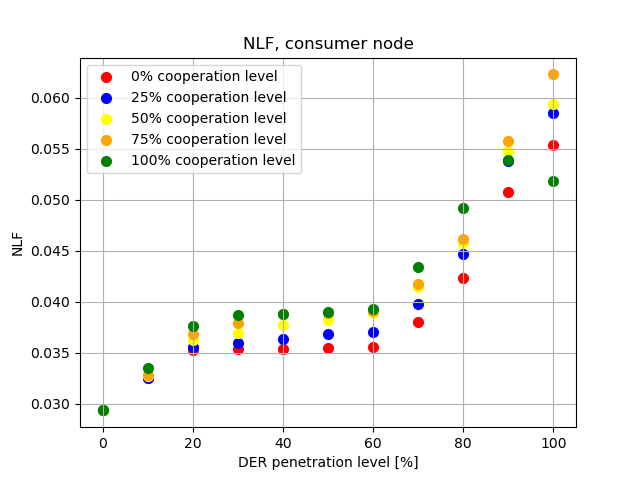 NLF, consumer node
0% cooperation level
25% cooperation level
50% cooperation level
75% cooperation level
100% cooperation level
0.060
0.055
0.050
0.045
0.040
0.035
0.030
NLF
0 20 40 60 80 100
DER penetration level [%]